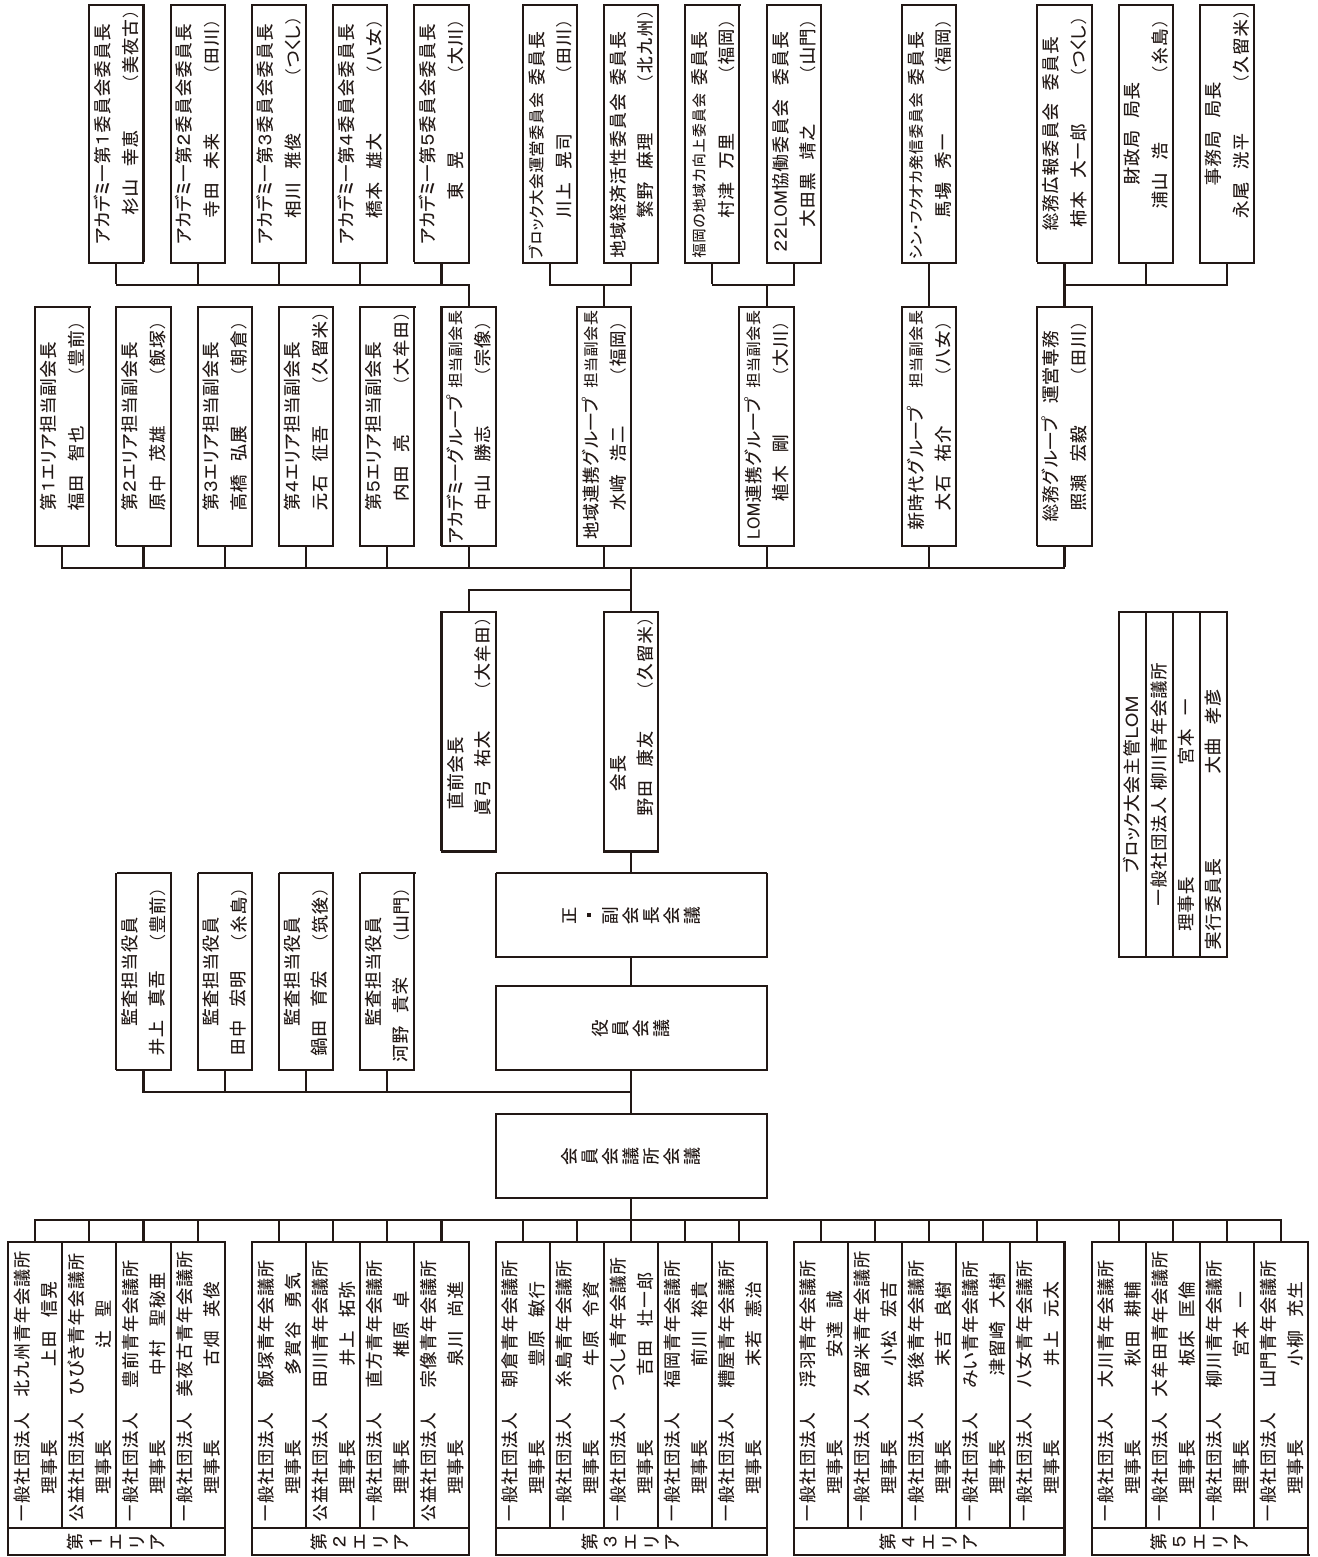 第1エリア
一般社団法人 北九州青年会議所
理事長 上田 信晃
公益社団法人 ひびき青年会議所
理事長 辻 聖
一般社団法人 豊前青年会議所
理事長 中村 聖秘亜
一般社団法人 美夜古青年会議所
理事長 古畑 英俊
第2エリア
一般社団法人 飯塚青年会議所
理事長 多賀谷 勇気
公益社団法人 田川青年会議所
理事長 井上 拓弥
一般社団法人 直方青年会議所
理事長 椎原 卓
公益社団法人 宗像青年会議所
理事長 泉川 尚進
第3エリア
一般社団法人 朝倉青年会議所
理事長 豊原 敏行
一般社団法人 糸島青年会議所
理事長 牛原 令資
一般社団法人 つくし青年会議所
理事長 吉田 壮一郎
一般社団法人 福岡青年会議所
理事長 前川 裕貴
一般社団法人 糟屋青年会議所
理事長 末若 憲治
第4エリア
一般社団法人 浮羽青年会議所
理事長 安達 誠
一般社団法人 久留米青年会議所
理事長 小松 宏吉
一般社団法人 筑後青年会議所
理事長 末吉 良樹
一般社団法人 みい青年会議所
理事長 津留崎 大樹
一般社団法人 八女青年会議所
理事長 井上 元太
第5エリア
一般社団法人 大川青年会議所
理事長 秋田 耕輔
一般社団法人 大牟田青年会議所
理事長 板床 匡倫
一般社団法人 柳川青年会議所
理事長 宮本 一
一般社団法人 山門青年会議所
理事長 小柳 充生
会員会議所会議
監査担当役員
井上 真吾 (豊前)
監査担当役員
田中 宏明 (糸島)
監査担当役員
鍋田 育宏 (筑後)
監査担当役員
河野 貴栄 (山門)
役員会議
正・副会長会議
直前会長
眞弓 祐太 (大牟田)
会長
野田 康友 (久留米)
ブロック大会主管LOM
一般社団法人 柳川青年会議所
理事長 宮本 一
実行委員長 大曲 孝彦
第1エリア担当副会長
福田 智也 (豊前)
第2エリア担当副会長
原中 茂雄 (飯塚)
第3エリア担当副会長
高橋 弘展 (朝倉)
第4エリア担当副会長
元石 征吾 (久留米)
第5エリア担当副会長
内田 亮 (大牟田)
アカデミーグループ 担当副会長
中山 勝志 (宗像)
地域連携グループ 担当副会長
水﨑 浩二 (福岡)
LOM連携グループ 担当副会長
植木 剛 (大川)
新時代グループ 担当副会長
大石 祐介 (八女)
総務グループ 運営専務
照瀬 宏毅 (田川)
アカデミー第1委員会委員長
杉山 幸恵 (美夜古)
アカデミー第2委員会委員長
寺田 未来 (田川)
アカデミー第3委員会委員長
相川 雅俊 (つくし)
アカデミー第4委員会委員長
橋本 雄大 (八女)
アカデミー第5委員会委員長
東 晃 (大川)
ブロック大会運営委員会 委員長
川上 晃司 (田川)
地域経済活性委員会 委員長
繁野 麻理 (北九州)
福岡の地域力向上委員会 委員長
村津 万里 (福岡)
22LOM協働委員会 委員長
大田黒 靖之 (山門)
シン・フクオカ発信委員会 委員長
馬場 秀一 (福岡)
総務広報委員会 委員長
柿本 大一郎 (つくし)
財政局 局長
浦山 浩 (糸島)
事務局 局長
永尾 洸平 (久留米)